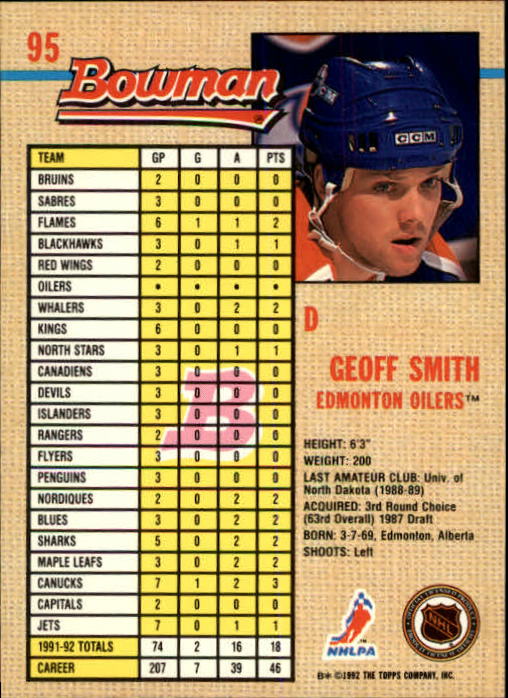 95
Bowman
CCM
TEAM GP G A PTS
BRUINS 2 0 0 0
SABRES 3 0 0 0
FLAMES 6 1 1 2
BLACKHAWKS 3 0 1 1
RED WINGS 2 0 0 0
OILERS • • • •
WHALERS 3 0 2 2
KINGS 6 0 0 0
NORTH STARS 3 0 1 1
CANADIENS 3 0 0 0
DEVILS 3 0 0 0
ISLANDERS 3 0 0 0
RANGERS 2 0 0 0
FLYERS 3 0 0 0
PENGUINS 3 0 0 0
NORDIQUES 2 0 2 2
BLUES 3 0 2 2
SHARKS 5 0 2 2
MAPLE LEAFS 3 0 2 2
CANUCKS 7 1 2 3
CAPITALS 2 0 0 0
JETS 7 0 1 1
1991-92 TOTALS 74 2 16 18
CAREER 207 7 39 46
B
D
GEOFF SMITH
EDMONTON OILERS™
HEIGHT: 6'3"
WEIGHT: 200
LAST AMATEUR CLUB: Univ. of
North Dakota (1988-89)
ACQUIRED: 3rd Round Choice
(63rd Overall) 1987 Draft
BORN: 3-7-69, Edmonton, Alberta
SHOOTS: Left
NHLPA
NHL
B* ©1992 THE TOPPS COMPANY, INC.